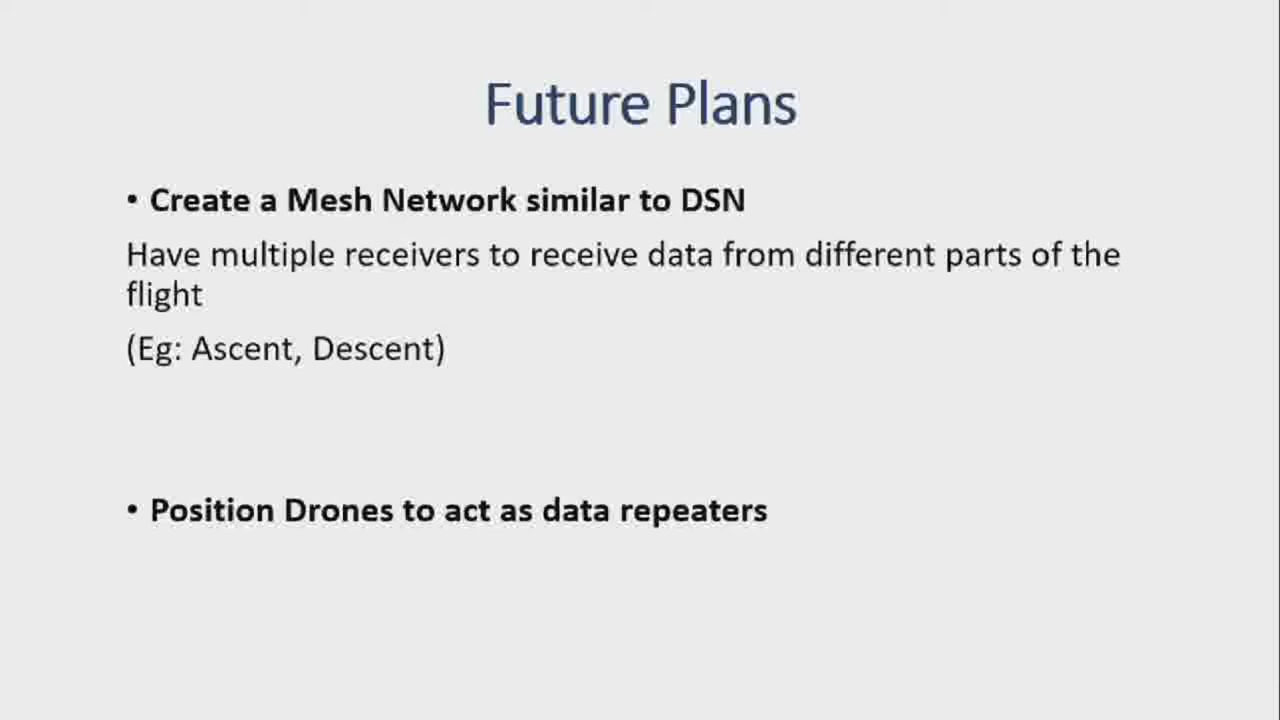 Future Plans
• Create a Mesh Network similar to DSN
Have multiple receivers to receive data from different parts of the
flight
(Eg: Ascent, Descent)
• Position Drones to act as data repeaters